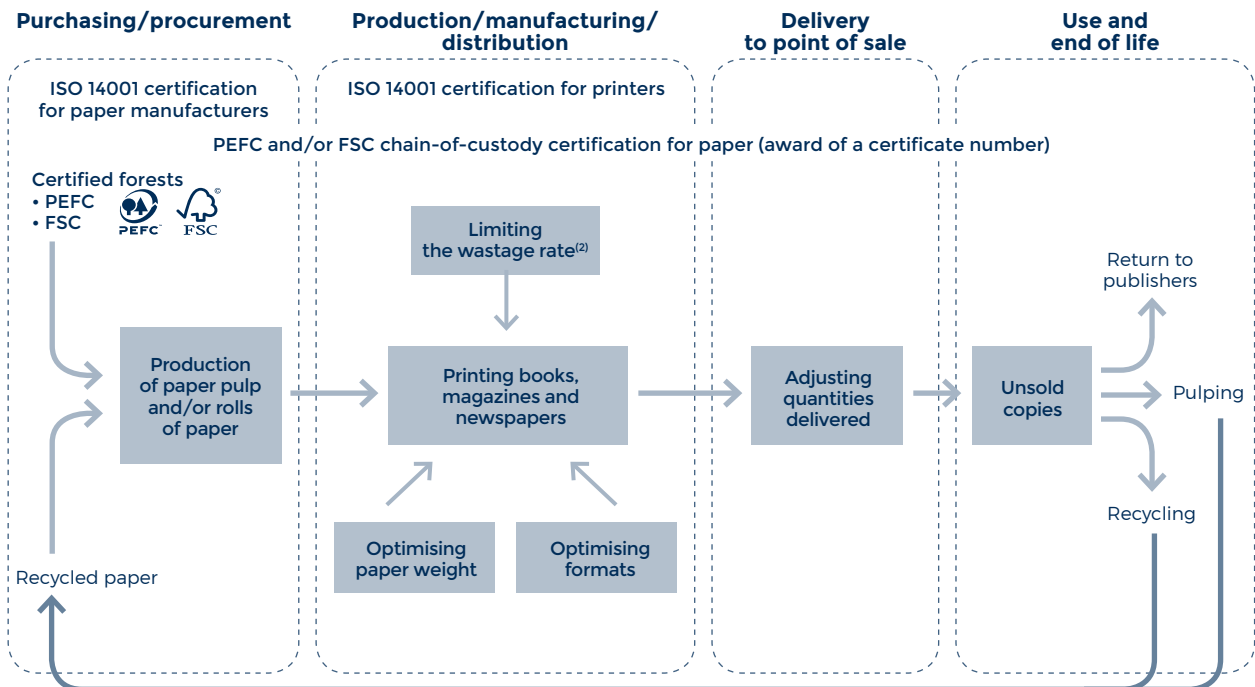 Purchasing/procurement
Production/manufacturing/
distribution
Delivery
to point of sale
Use and
end of life
ISO 14001 certification
for paper manufacturers
ISO 14001 certification for printers
PEFC and/or FSC chain-of-custody certification for paper (award of a certificate number)
Certified forests
• PEFC
• FSC
PEFC™
FSC
©
Limiting
the wastage rate(2)
Production
of paper pulp
and/or rolls
of paper
Printing books,
magazines and
newspapers
Adjusting
quantities
delivered
Unsold
copies
Return to
publishers
Pulping
Recycling
Optimising
paper weight
Optimising
formats
Recycled paper